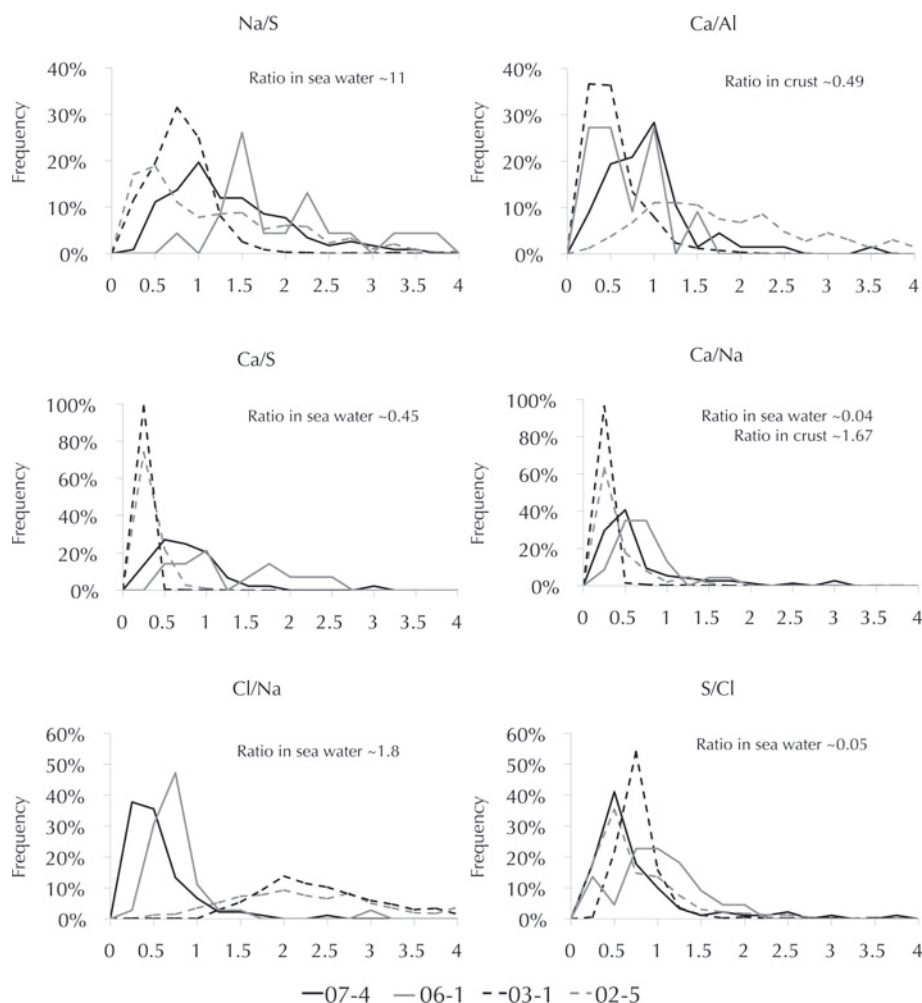 Na/S
Frequency
40%
30%
20%
10%
0%
Ratio in sea water ~11
0 0.5 1 1.5 2 2.5 3 3.5 4
Ca/Al
Frequency
40%
30%
20%
10%
0%
Ratio in crust ~0.49
0 0.5 1 1.5 2 2.5 3 3.5 4
Ca/S
Frequency
100%
80%
60%
40%
20%
0%
Ratio in sea water ~0.45
0 0.5 1 1.5 2 2.5 3 3.5 4
Ca/Na
Frequency
100%
80%
60%
40%
20%
0%
Ratio in sea water ~0.04
Ratio in crust ~1.67
0 0.5 1 1.5 2 2.5 3 3.5 4
Cl/Na
Frequency
60%
50%
40%
30%
20%
10%
0%
Ratio in sea water ~1.8
0 0.5 1 1.5 2 2.5 3 3.5 4
S/Cl
Frequency
60%
50%
40%
30%
20%
10%
0%
Ratio in sea water ~0.05
0 0.5 1 1.5 2 2.5 3 3.5 4
07-4 06-1 03-1 02-5